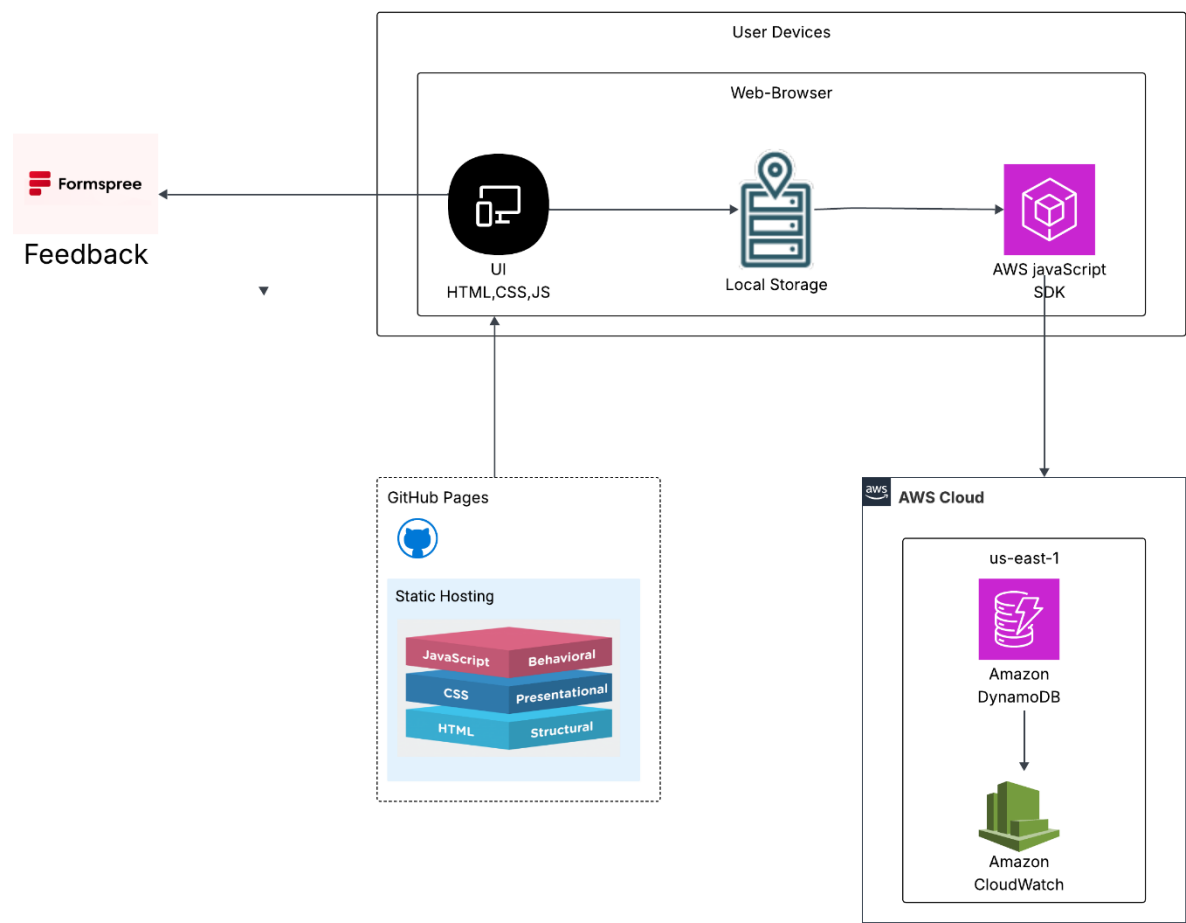 User Devices
Web-Browser
Formspree
Feedback
UI
HTML,CSS,JS
Local Storage
AWS javaScript
SDK
GitHub Pages
Static Hosting
JavaScript
Behavioral
CSS
Presentational
HTML
Structural
aws
AWS Cloud
us-east-1
Amazon
DynamoDB
Amazon
CloudWatch